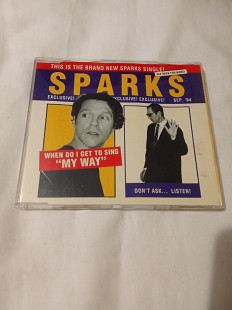 THIS IS THE BRAND NEW SPARKS SINGLE!
SPARKS
EXCLUSIVE! EXCLUSIVE! EXCLUSIVE!
SEP. '94
WHEN DO I GET TO SING
"MY WAY"
DON'T ASK... LISTEN!